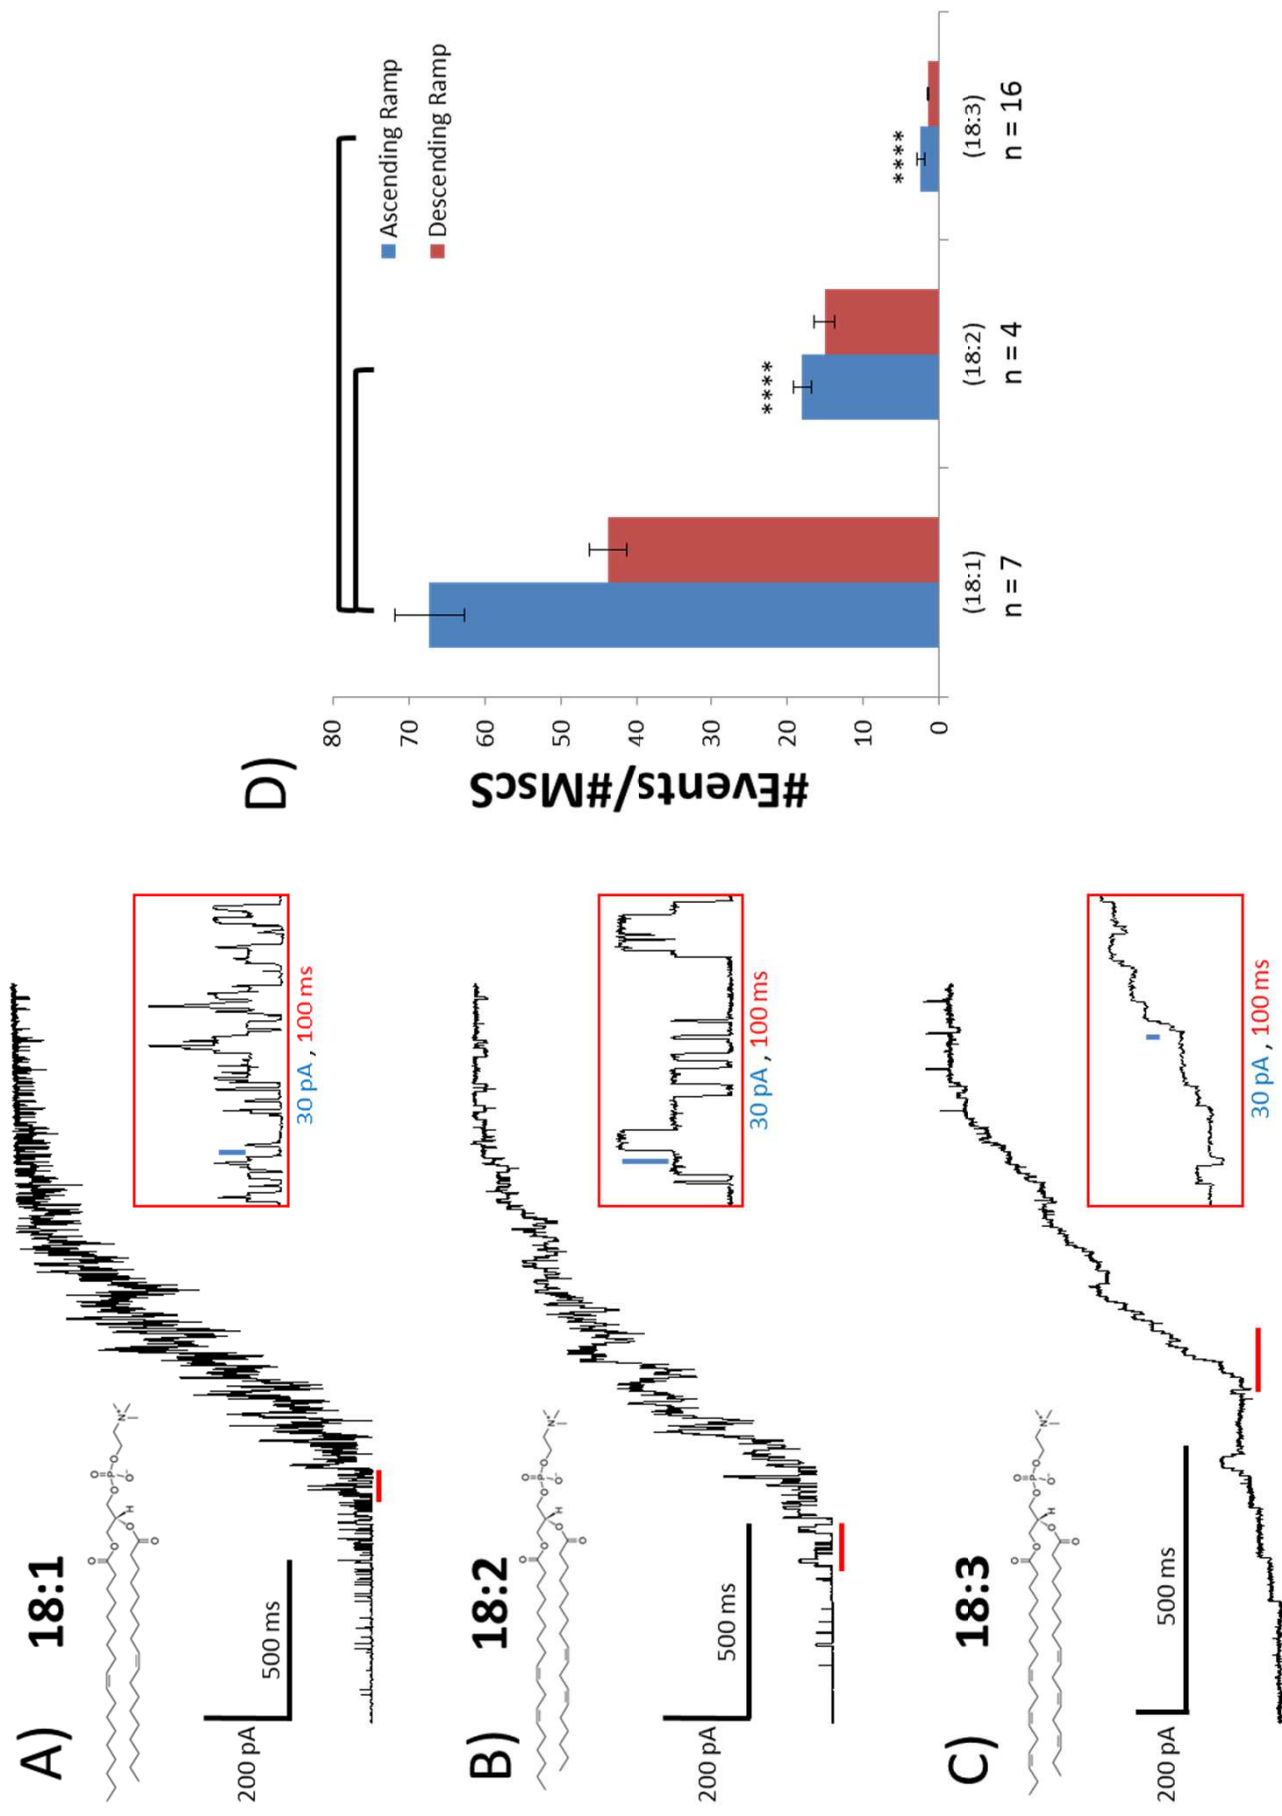 A)
18:1
200 pA
500 ms
30 pA , 100 ms
B)
18:2
200 pA
500 ms
30 pA , 100 ms
C)
18:3
200 pA
500 ms
30 pA , 100 ms
D)
#Events/#MscS
80
70
60
50
40
30
20
10
0
Ascending Ramp
Descending Ramp
****
****
(18:1)
(18:2)
(18:3)
n = 7
n = 4
n = 16